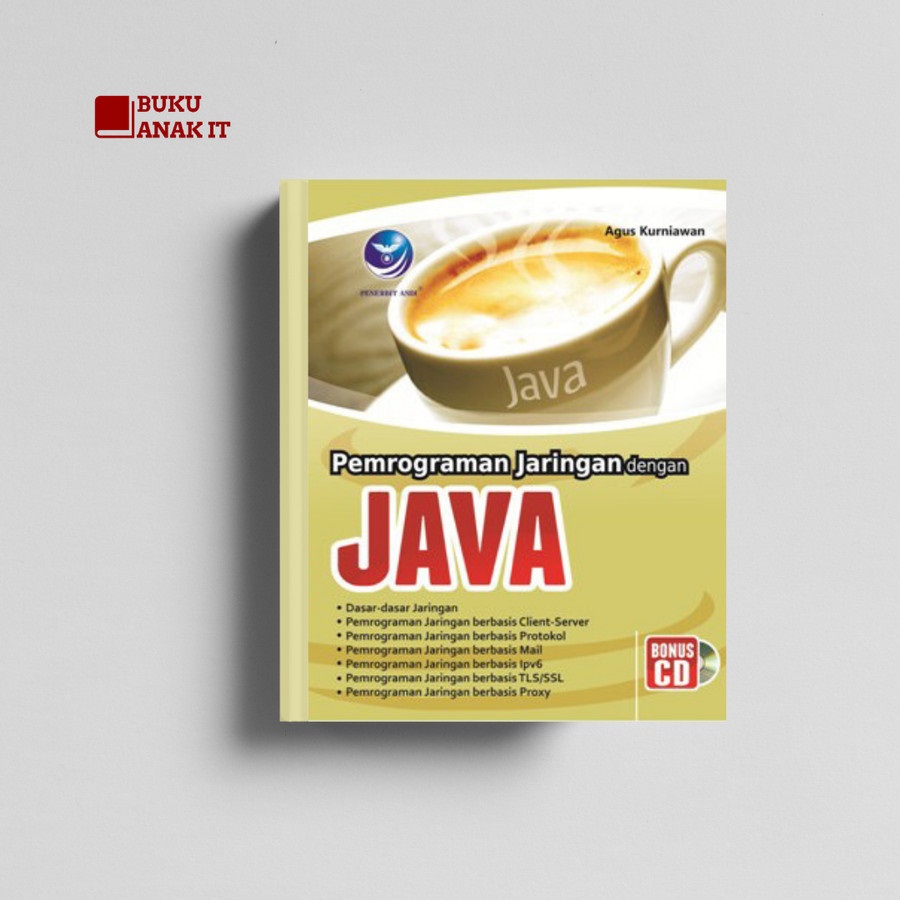 BUKU
ANAK IT
Agus Kurniawan
PENERBIT ANDI®
Java
Pemrograman Jaringan dengan
JAVA
• Dasar-dasar Jaringan
• Pemrograman Jaringan berbasis Client-Server
• Pemrograman Jaringan berbasis Protokol
• Pemrograman Jaringan berbasis Mail
• Pemrograman Jaringan berbasis Ipv6
• Pemrograman Jaringan berbasis TLS/SSL
• Pemrograman Jaringan berbasis Proxy
BONUS
CD